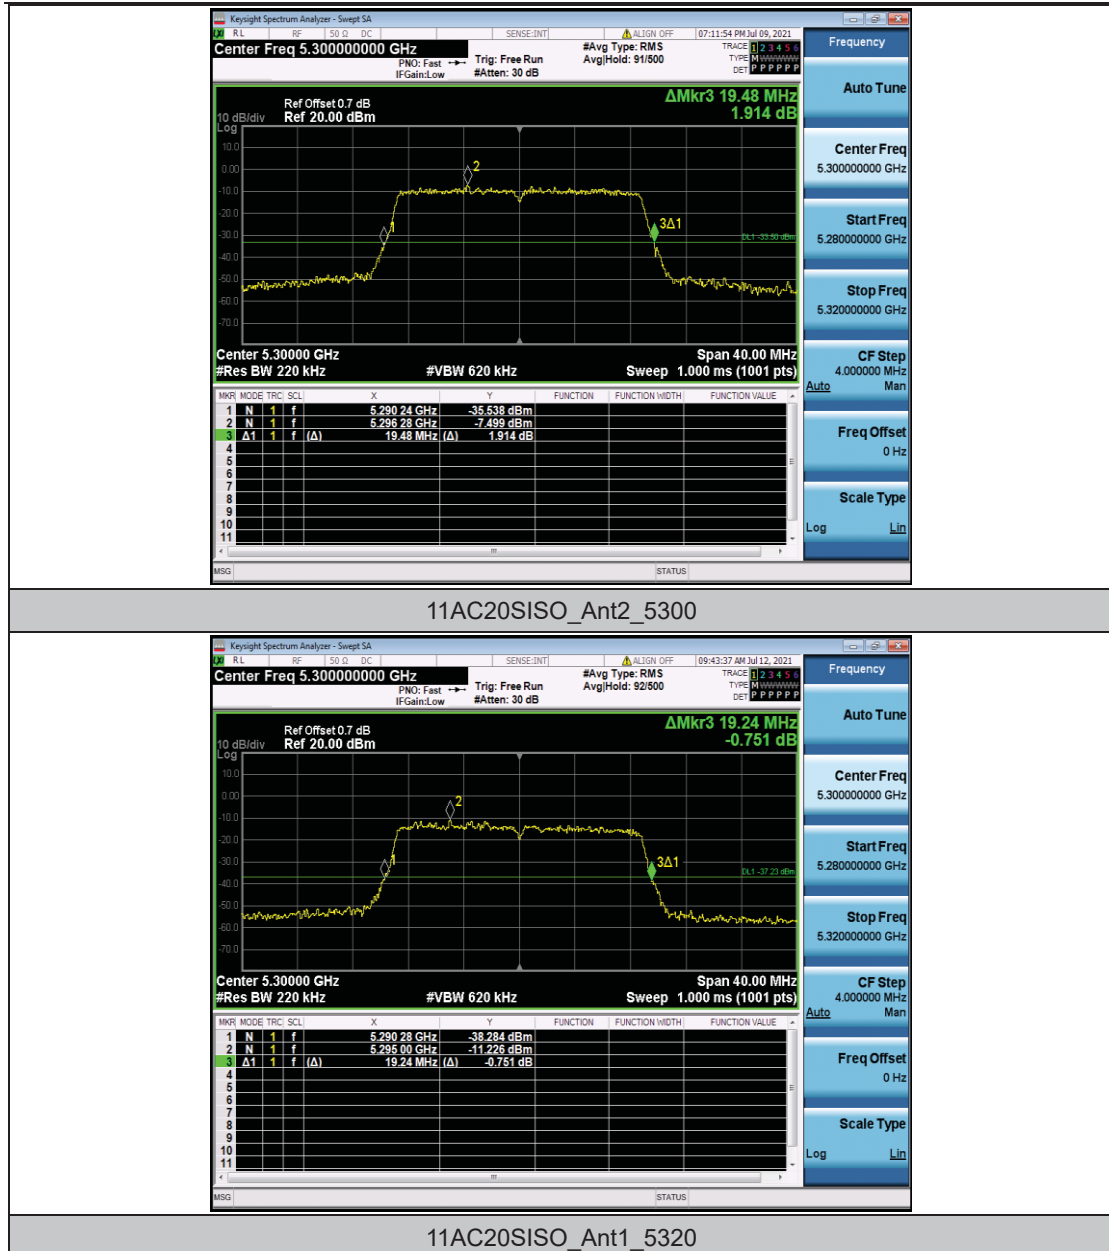 Keysight Spectrum Analyzer - Swept SA
LXI RL RF 50 Ω DC SENSE:INT ALIGN OFF 07:11:54 PM Jul 09, 2021
Center Freq 5.300000000 GHz
#Avg Type: RMS
TRACE 1 2 3 4 5 6
PNO: Fast Trig: Free Run Avg|Hold: 91/500
TYPE M W W W W W
IFGain:Low #Atten: 30 dB
DET P P P P P P
Frequency
Auto Tune
ΔMkr3 19.48 MHz
1.914 dB
Ref Offset 0.7 dB
10 dB/div Ref 20.00 dBm
Log
10.0
0.00
-10.0
-20.0
-30.0
-40.0
-50.0
-60.0
-70.0
2
3Δ1
DL1 -33.50 dBm
Center 5.30000 GHz Span 40.00 MHz
#Res BW 220 kHz #VBW 620 kHz Sweep 1.000 ms (1001 pts)
MKR MODE TRC SCL X Y FUNCTION FUNCTION WIDTH FUNCTION VALUE
1 N 1 f 5.290 24 GHz -35.538 dBm
2 N 1 f 5.296 28 GHz -7.499 dBm
3 Δ1 1 f (Δ) 19.48 MHz (Δ) 1.914 dB
4
5
6
7
8
9
10
11
MSG STATUS
Center Freq
5.300000000 GHz
Start Freq
5.280000000 GHz
Stop Freq
5.320000000 GHz
CF Step
4.000000 MHz
Auto Man
Freq Offset
0 Hz
Scale Type
Log Lin
11AC20SISO_Ant2_5300
Keysight Spectrum Analyzer - Swept SA
LXI RL RF 50 Ω DC SENSE:INT ALIGN OFF 09:43:37 AM Jul 12, 2021
Center Freq 5.300000000 GHz
#Avg Type: RMS
TRACE 1 2 3 4 5 6
PNO: Fast Trig: Free Run Avg|Hold: 92/500
TYPE M W W W W W
IFGain:Low #Atten: 30 dB
DET P P P P P P
Frequency
Auto Tune
ΔMkr3 19.24 MHz
-0.751 dB
Ref Offset 0.7 dB
10 dB/div Ref 20.00 dBm
Log
10.0
0.00
-10.0
-20.0
-30.0
-40.0
-50.0
-60.0
-70.0
2
3Δ1
DL1 -37.23 dBm
Center 5.30000 GHz Span 40.00 MHz
#Res BW 220 kHz #VBW 620 kHz Sweep 1.000 ms (1001 pts)
MKR MODE TRC SCL X Y FUNCTION FUNCTION WIDTH FUNCTION VALUE
1 N 1 f 5.290 28 GHz -38.284 dBm
2 N 1 f 5.295 00 GHz -11.226 dBm
3 Δ1 1 f (Δ) 19.24 MHz (Δ) -0.751 dB
4
5
6
7
8
9
10
11
MSG STATUS
Center Freq
5.300000000 GHz
Start Freq
5.280000000 GHz
Stop Freq
5.320000000 GHz
CF Step
4.000000 MHz
Auto Man
Freq Offset
0 Hz
Scale Type
Log Lin
11AC20SISO_Ant1_5320